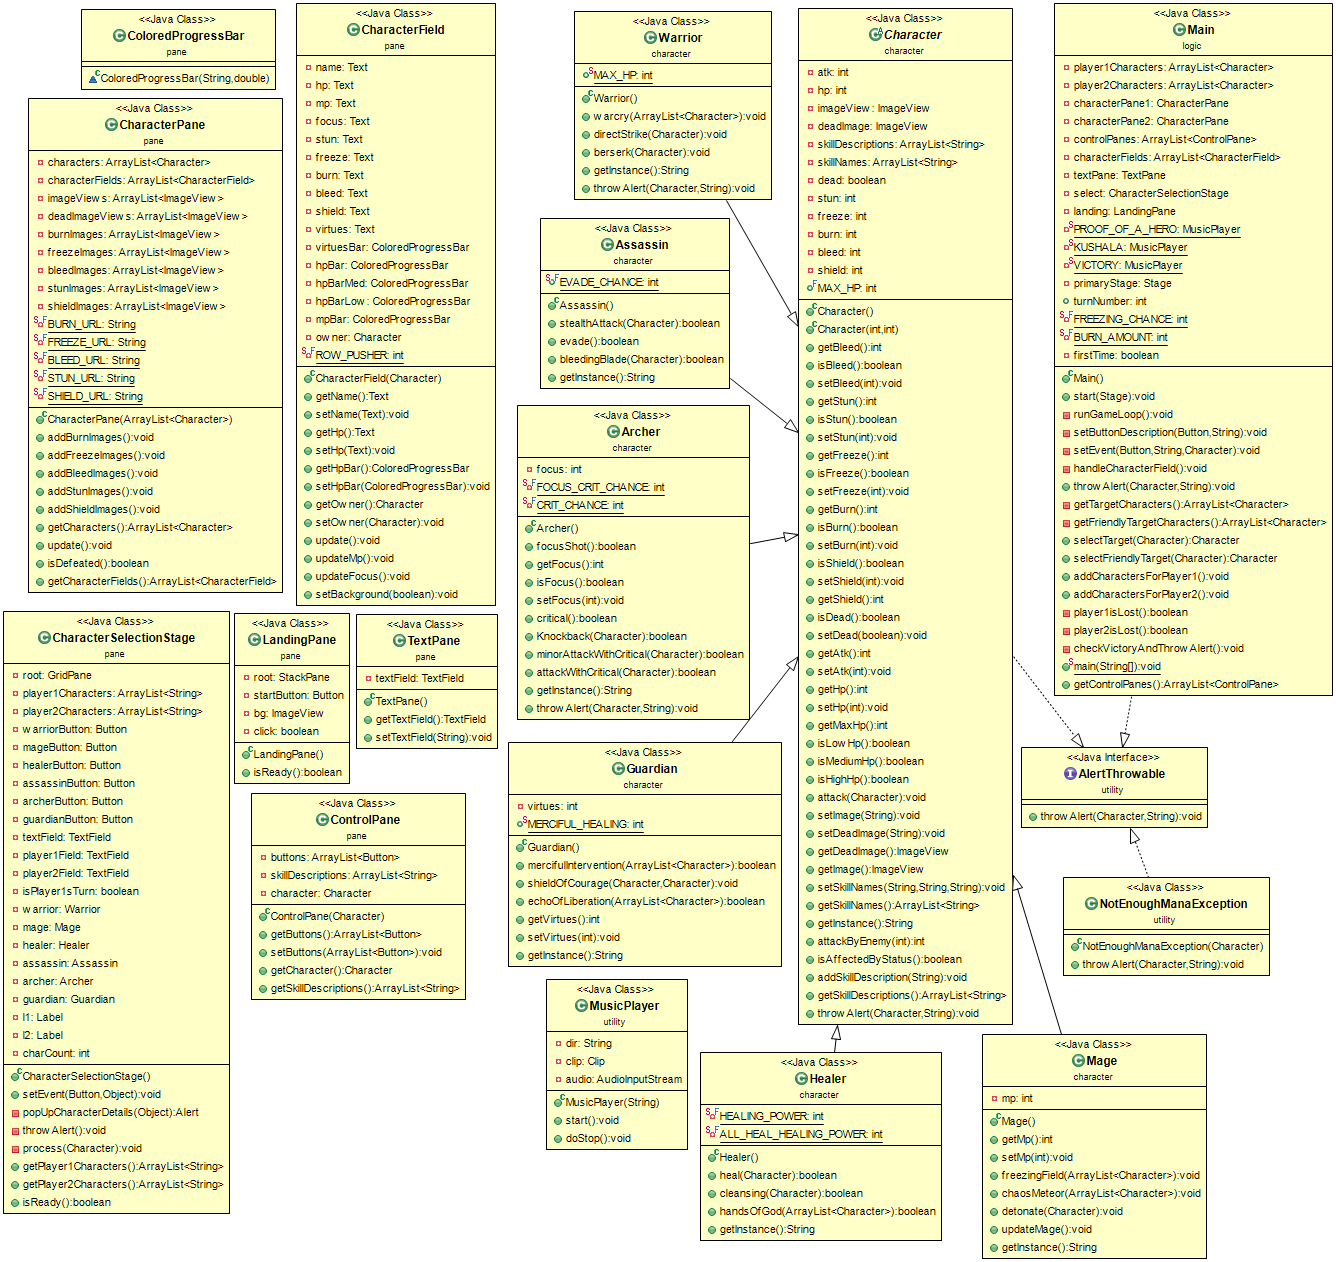 <<Java Class>>
ColoredProgressBar
pane
ColoredProgressBar(String,double)
<<Java Class>>
CharacterPane
pane
characters: ArrayList<Character>
characterFields: ArrayList<CharacterField>
imageViews: ArrayList<ImageView>
deadImageViews: ArrayList<ImageView>
burnImages: ArrayList<ImageView>
freezeImages: ArrayList<ImageView>
bleedImages: ArrayList<ImageView>
stunImages: ArrayList<ImageView>
shieldImages: ArrayList<ImageView>
BURN_URL: String
FREEZE_URL: String
BLEED_URL: String
STUN_URL: String
SHIELD_URL: String
CharacterPane(ArrayList<Character>)
addBurnImages():void
addFreezeImages():void
addBleedImages():void
addStunImages():void
addShieldImages():void
getCharacters():ArrayList<Character>
update():void
isDefeated():boolean
getCharacterFields():ArrayList<CharacterField>
<<Java Class>>
CharacterField
pane
name: Text
hp: Text
mp: Text
focus: Text
stun: Text
freeze: Text
burn: Text
bleed: Text
shield: Text
virtues: Text
virtuesBar: ColoredProgressBar
hpBar: ColoredProgressBar
hpBarMed: ColoredProgressBar
hpBarLow: ColoredProgressBar
mpBar: ColoredProgressBar
owner: Character
ROW_PUSHER: int
CharacterField(Character)
getName():Text
setName(Text):void
getHp():Text
setHp(Text):void
getHpBar():ColoredProgressBar
setHpBar(ColoredProgressBar):void
getOwner():Character
setOwner(Character):void
update():void
updateMp():void
updateFocus():void
setBackground(boolean):void
<<Java Class>>
Warrior
character
MAX_HP: int
Warrior()
warcry(ArrayList<Character>):void
directStrike(Character):void
berserk(Character):void
getInstance():String
throwAlert(Character,String):void
<<Java Class>>
Assassin
character
EVADE_CHANCE: int
Assassin()
stealthAttack(Character):boolean
evade():boolean
bleedingBlade(Character):boolean
getInstance():String
<<Java Class>>
Archer
character
focus: int
FOCUS_CRIT_CHANCE: int
CRIT_CHANCE: int
Archer()
focusShot():boolean
getFocus():int
isFocus():boolean
setFocus(int):void
critical():boolean
Knockback(Character):boolean
minorAttackWithCritical(Character):boolean
attackWithCritical(Character):boolean
getInstance():String
throwAlert(Character,String):void
<<Java Class>>
Guardian
character
virtues: int
MERCIFUL_HEALING: int
Guardian()
mercifulIntervention(ArrayList<Character>):boolean
shieldOfCourage(Character,Character):void
echoOfLiberation(ArrayList<Character>):boolean
getVirtues():int
setVirtues(int):void
getInstance():String
<<Java Class>>
Character
character
atk: int
hp: int
imageView: ImageView
deadImage: ImageView
skillDescriptions: ArrayList<String>
skillNames: ArrayList<String>
dead: boolean
stun: int
freeze: int
burn: int
bleed: int
shield: int
MAX_HP: int
Character()
Character(int,int)
getBleed():int
isBleed():boolean
setBleed(int):void
getStun():int
isStun():boolean
setStun(int):void
getFreeze():int
isFreeze():boolean
setFreeze(int):void
getBurn():int
isBurn():boolean
setBurn(int):void
isShield():boolean
setShield(int):void
getShield():int
isDead():boolean
setDead(boolean):void
getAtk():int
setAtk(int):void
getHp():int
setHp(int):void
getMaxHp():int
isLowHp():boolean
isMediumHp():boolean
isHighHp():boolean
attack(Character):void
setImage(String):void
setDeadImage(String):void
getDeadImage():ImageView
getImage():ImageView
setSkillNames(String,String,String):void
getSkillNames():ArrayList<String>
getInstance():String
attackByEnemy(int):int
isAffectedByStatus():boolean
addSkillDescription(String):void
getSkillDescriptions():ArrayList<String>
throwAlert(Character,String):void
<<Java Class>>
Main
logic
player1Characters: ArrayList<Character>
player2Characters: ArrayList<Character>
characterPane1: CharacterPane
characterPane2: CharacterPane
controlPanes: ArrayList<ControlPane>
characterFields: ArrayList<CharacterField>
textPane: TextPane
select: CharacterSelectionStage
landing: LandingPane
PROOF_OF_A_HERO: MusicPlayer
KUSHALA: MusicPlayer
VICTORY: MusicPlayer
primaryStage: Stage
turnNumber: int
FREEZING_CHANCE: int
BURN_AMOUNT: int
firstTime: boolean
Main()
start(Stage):void
runGameLoop():void
setButtonDescription(Button,String):void
setEvent(Button,String,Character):void
handleCharacterField():void
throwAlert(Character,String):void
getTargetCharacters():ArrayList<Character>
getFriendlyTargetCharacters():ArrayList<Character>
selectTarget(Character):Character
selectFriendlyTarget(Character):Character
addCharactersForPlayer1():void
addCharactersForPlayer2():void
player1isLost():boolean
player2isLost():boolean
checkVictoryAndThrowAlert():void
main(String[]):void
getControlPanes():ArrayList<ControlPane>
<<Java Interface>>
AlertThrowable
utility
throwAlert(Character,String):void
<<Java Class>>
NotEnoughManaException
utility
NotEnoughManaException(Character)
throwAlert(Character,String):void
<<Java Class>>
CharacterSelectionStage
pane
root: GridPane
player1Characters: ArrayList<String>
player2Characters: ArrayList<String>
warriorButton: Button
mageButton: Button
healerButton: Button
assassinButton: Button
archerButton: Button
guardianButton: Button
textField: TextField
player1Field: TextField
player2Field: TextField
isPlayer1sTurn: boolean
warrior: Warrior
mage: Mage
healer: Healer
assassin: Assassin
archer: Archer
guardian: Guardian
l1: Label
l2: Label
charCount: int
CharacterSelectionStage()
setEvent(Button,Object):void
popUpCharacterDetails(Object):Alert
throwAlert():void
process(Character):void
getPlayer1Characters():ArrayList<String>
getPlayer2Characters():ArrayList<String>
isReady():boolean
<<Java Class>>
LandingPane
pane
root: StackPane
startButton: Button
bg: ImageView
click: boolean
LandingPane()
isReady():boolean
<<Java Class>>
TextPane
pane
textField: TextField
TextPane()
getTextField():TextField
setTextField(String):void
<<Java Class>>
ControlPane
pane
buttons: ArrayList<Button>
skillDescriptions: ArrayList<String>
character: Character
ControlPane(Character)
getButtons():ArrayList<Button>
setButtons(ArrayList<Button>):void
getCharacter():Character
getSkillDescriptions():ArrayList<String>
<<Java Class>>
MusicPlayer
utility
dir: String
clip: Clip
audio: AudioInputStream
MusicPlayer(String)
start():void
doStop():void
<<Java Class>>
Healer
character
HEALING_POWER: int
ALL_HEAL_HEALING_POWER: int
Healer()
heal(Character):boolean
cleansing(Character):boolean
handsOfGod(ArrayList<Character>):boolean
getInstance():String
<<Java Class>>
Mage
character
mp: int
Mage()
getMp():int
setMp(int):void
freezingField(ArrayList<Character>):void
chaosMeteor(ArrayList<Character>):void
detonate(Character):void
updateMage():void
getInstance():String